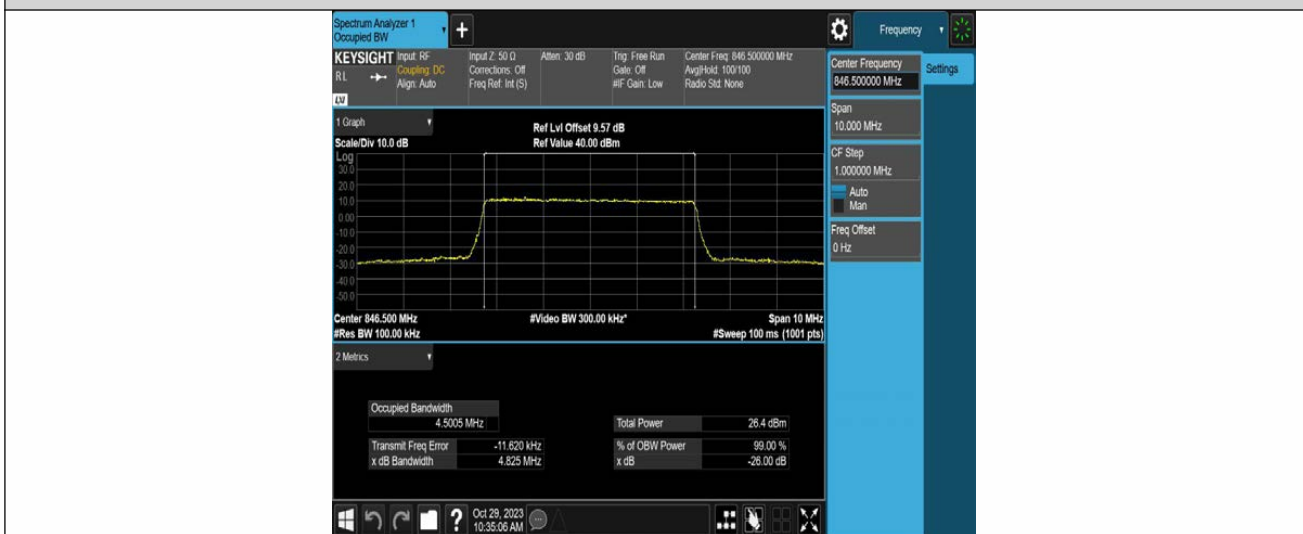 Spectrum Analyzer 1
Occupied BW
+
Frequency
KEYSIGHT
R L
LXI
Input: RF
Coupling: DC
Align: Auto
Input Z: 50 Ω
Corrections: Off
Freq Ref: Int (S)
Atten: 30 dB
Trig: Free Run
Gate: Off
#IF Gain: Low
Center Freq: 846.500000 MHz
Avg|Hold: 100/100
Radio Std: None
Center Frequency
846.500000 MHz
Settings
Span
10.000 MHz
CF Step
1.000000 MHz
Auto
Man
Freq Offset
0 Hz
1 Graph
Scale/Div 10.0 dB
Ref Lvl Offset 9.57 dB
Ref Value 40.00 dBm
Log
30.0
20.0
10.0
0.00
-10.0
-20.0
-30.0
-40.0
-50.0
Center 846.500 MHz
#Video BW 300.00 kHz*
Span 10 MHz
#Res BW 100.00 kHz
#Sweep 100 ms (1001 pts)
2 Metrics
Occupied Bandwidth
4.5005 MHz
Total Power 26.4 dBm
Transmit Freq Error -11.620 kHz
% of OBW Power 99.00 %
x dB Bandwidth 4.825 MHz
x dB -26.00 dB
?
Oct 29, 2023
10:35:06 AM